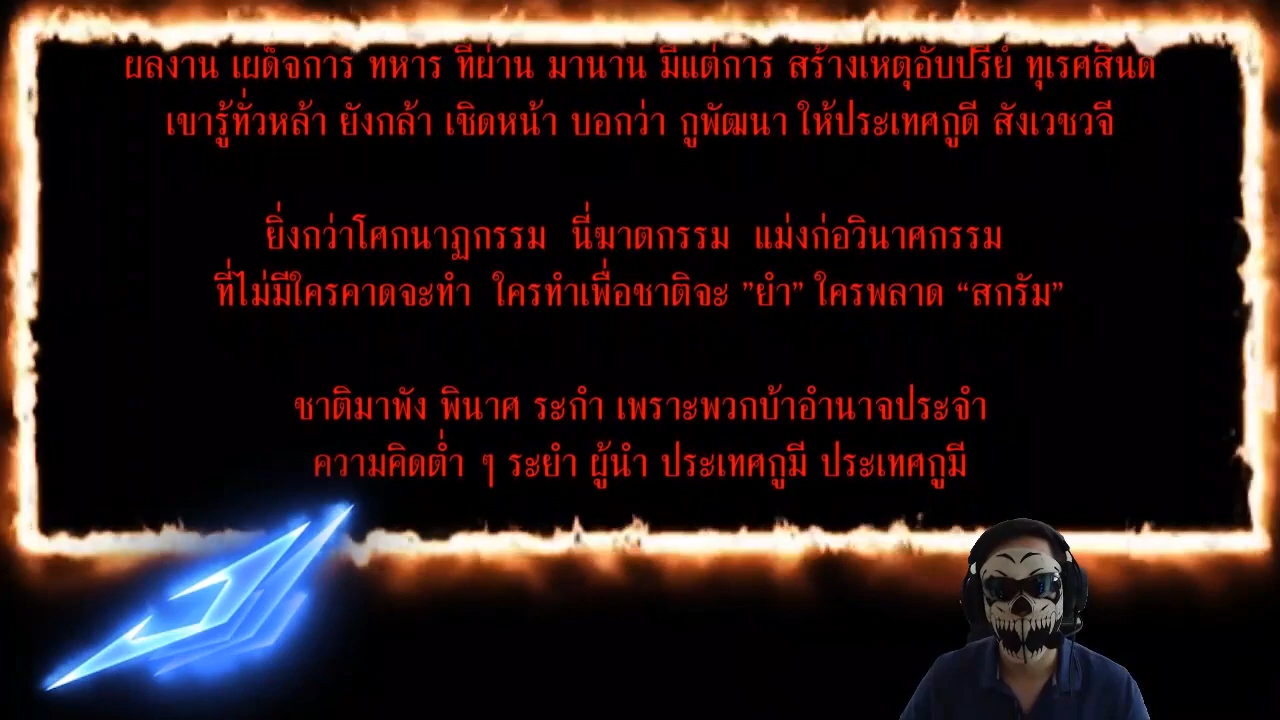 ผลงาน เผด็จการ ทหาร ที่ผ่าน มานาน มีแต่การ สร้างเหตุอัปรีย์ ทุเรศสิ้นดี
เขารู้ทั่วหล้า ยังกล้า เชิดหน้า บอกว่า กูพัฒนา ให้ประเทศกูดี สังเวชวจี
ยิ่งกว่าโศกนาฏกรรม นี่ฆาตกรรม แม่งก่อวินาศกรรม
ที่ไม่มีใครคาดจะทำ ใครทำเพื่อชาติจะ ”ยำ” ใครพลาด “สกรัม”
ชาติมาพัง พินาศ ระกำ เพราะพวกบ้าอำนาจประจำ
ความคิดต่ำ ๆ ระยำ ผู้นำ ประเทศกูมี ประเทศกูมี